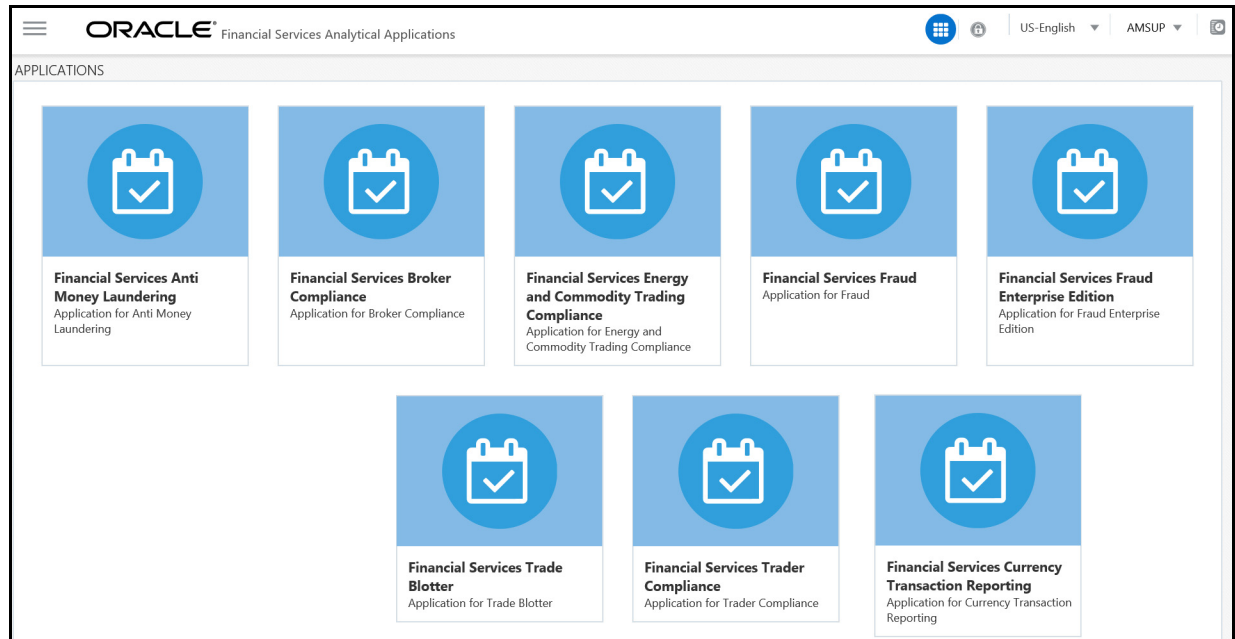 ORACLE® Financial Services Analytical Applications
US-English
AMSUP
APPLICATIONS
Financial Services Anti
Money Laundering
Application for Anti Money
Laundering
Financial Services Broker
Compliance
Application for Broker Compliance
Financial Services Energy
and Commodity Trading
Compliance
Application for Energy and
Commodity Trading Compliance
Financial Services Fraud
Application for Fraud
Financial Services Fraud
Enterprise Edition
Application for Fraud Enterprise
Edition
Financial Services Trade
Blotter
Application for Trade Blotter
Financial Services Trader
Compliance
Application for Trader Compliance
Financial Services Currency
Transaction Reporting
Application for Currency Transaction
Reporting